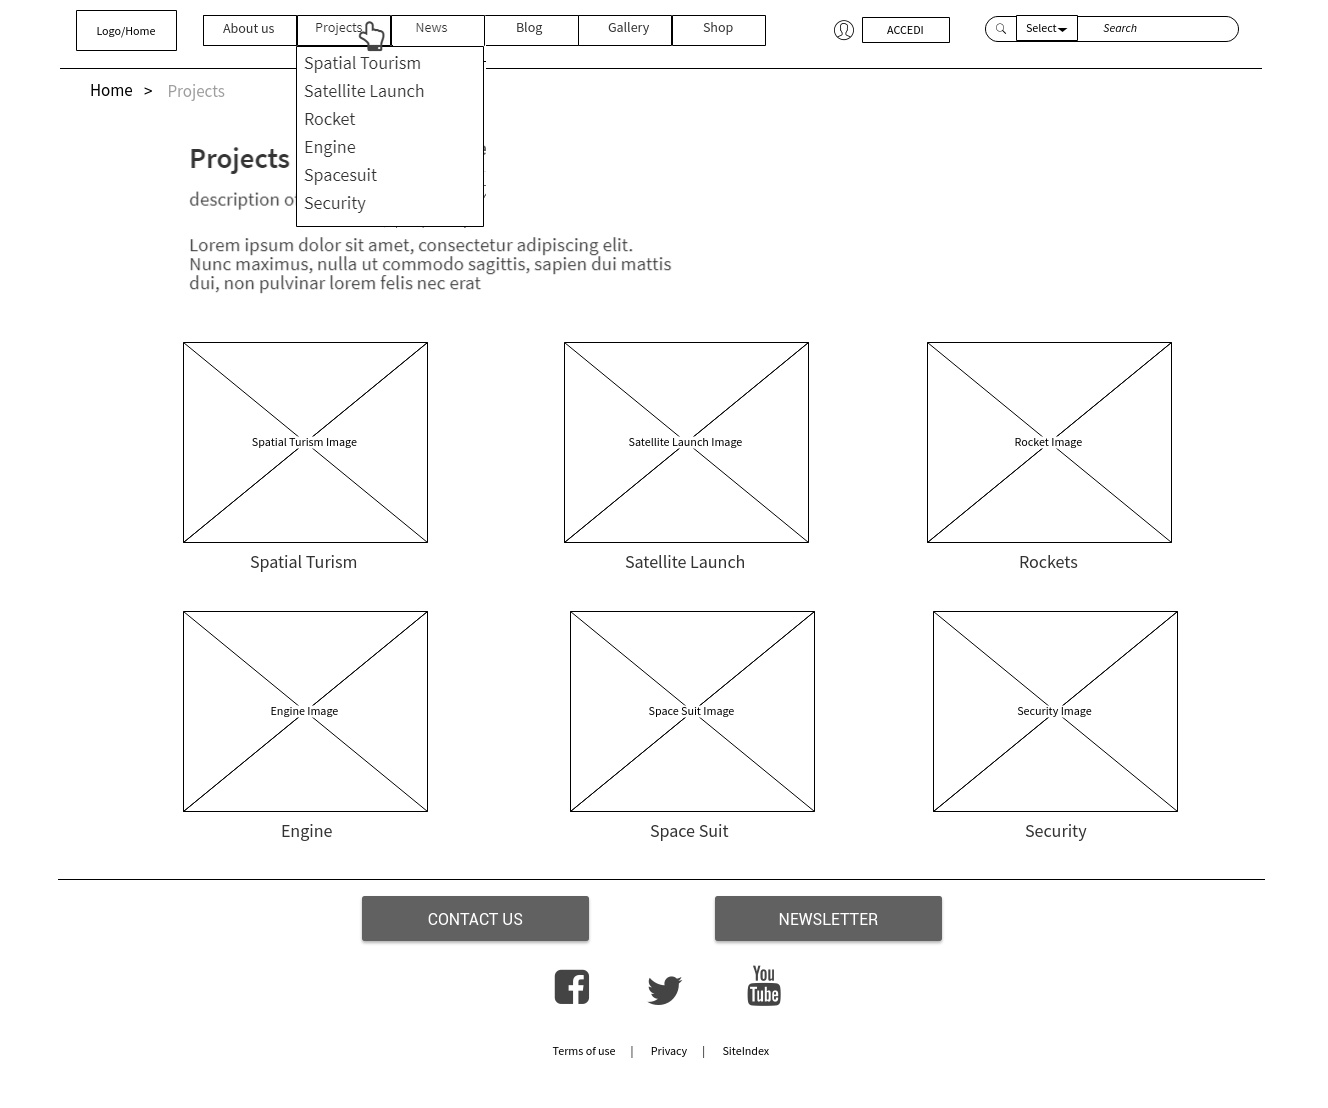 Logo/Home
About us
Projects
News
Blog
Gallery
Shop
ACCEDI
Select
Search
Spatial Tourism
Satellite Launch
Rocket
Engine
Spacesuit
Security
Home > Projects
Projects
description
Lorem ipsum dolor sit amet, consectetur adipiscing elit.
Nunc maximus, nulla ut commodo sagittis, sapien dui mattis
dui, non pulvinar lorem felis nec erat
Spatial Turism Image
Satellite Launch Image
Rocket Image
Spatial Turism
Satellite Launch
Rockets
Engine Image
Space Suit Image
Security Image
Engine
Space Suit
Security
CONTACT US
NEWSLETTER
You
Tube
Terms of use | Privacy | SiteIndex